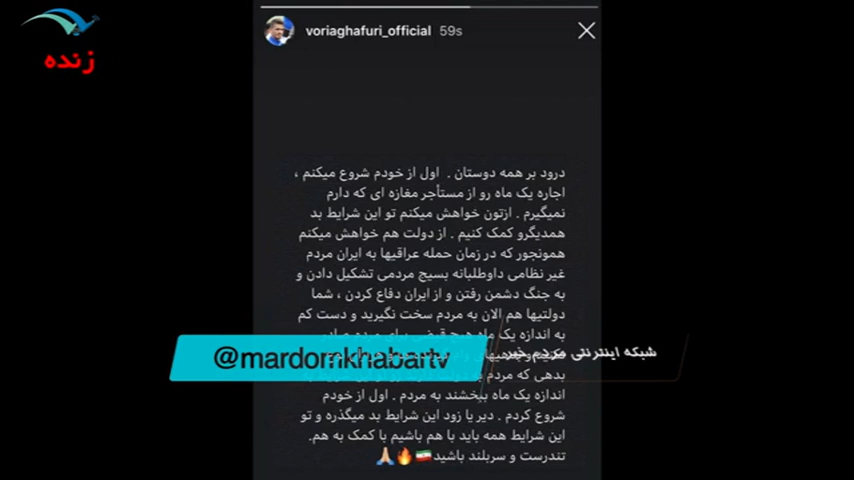 زنده
voriaghafuri_official 59s
درود بر همه دوستان . اول از خودم شروع میکنم ،
اجاره یک ماه رو از مستأجر مغازه ای که دارم
نمیگیرم . ازتون خواهش میکنم تو این شرایط بد
همدیگرو کمک کنیم . از دولت هم خواهش میکنم
همونجور که در زمان حمله عراقیها به ایران مردم
غیر نظامی داوطلبانه بسیج مردمی تشکیل دادن و
به جنگ دشمن رفتن و از ایران دفاع کردن ، شما
دولتیها هم الان به مردم سخت نگیرید و دست کم
به اندازه یک ماه هیچ قبضی برای مردم صادر
@mardomkhabartv
شبکه اینترنتی مردم خبر
بدهی که مردم
اندازه یک ماه ببخشند به مردم . اول از خودم
شروع کردم . دیر یا زود این شرایط بد میگذره و تو
این شرایط همه باید با هم باشیم با کمک به هم.
تندرست و سربلند باشید🇮🇷🔥🙏🏼